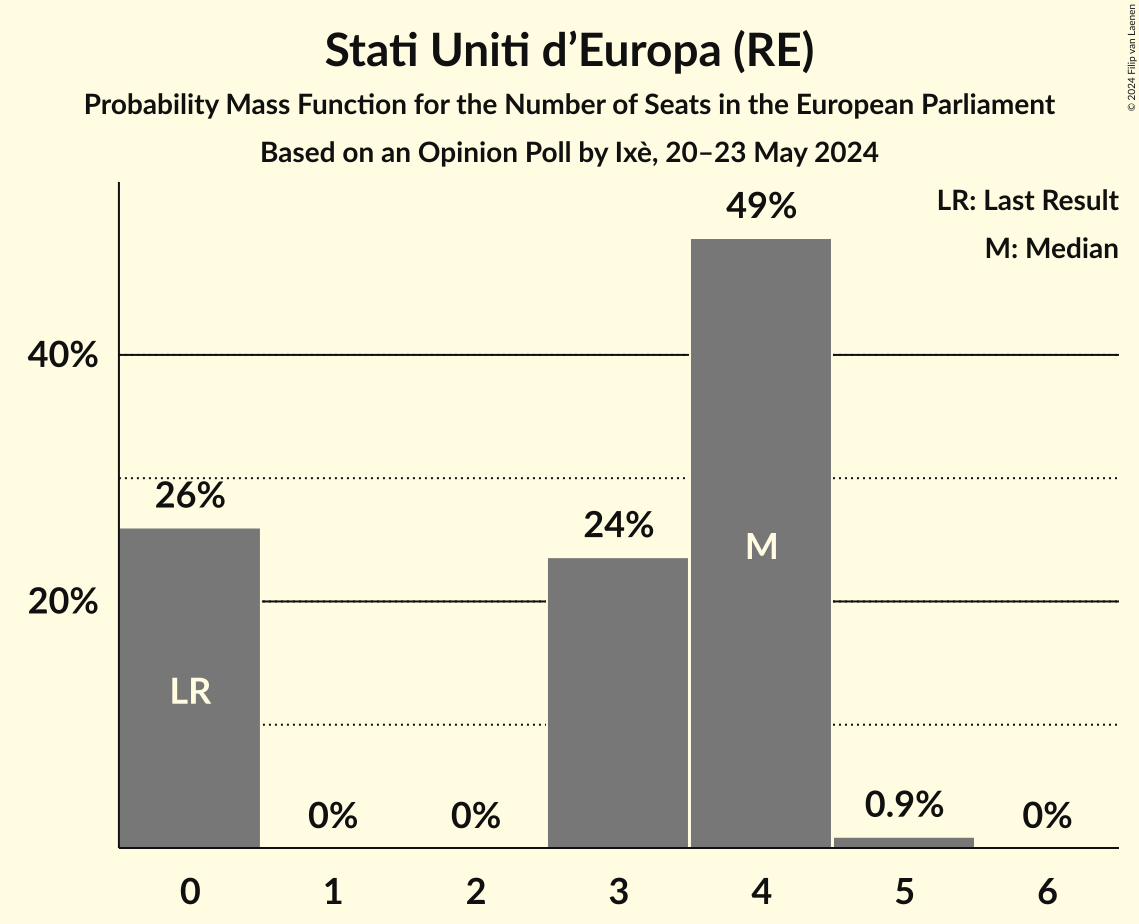 Stati Uniti d’Europa (RE)
Probability Mass Function for the Number of Seats in the European Parliament
Based on an Opinion Poll by Ixè, 20–23 May 2024
© 2024 Filip van Laenen
LR: Last Result
M: Median
49%
40%
26%
24%
M
20%
LR
0%
0%
0.9%
0%
0 1 2 3 4 5 6